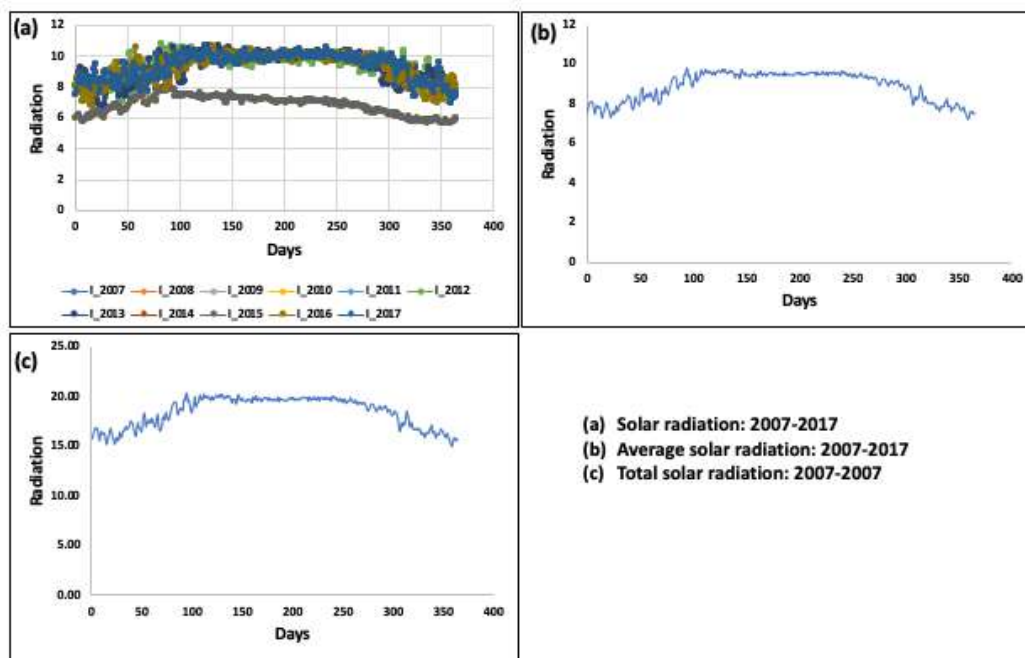 (a)
12
10
8
6
4
2
0
Radiation
0 50 100 150 200 250 300 350 400
Days
I_2007 I_2008 I_2009 I_2010 I_2011 I_2012
I_2013 I_2014 I_2015 I_2016 I_2017
(b)
12
10
8
6
4
2
0
Radiation
0 50 100 150 200 250 300 350 400
Days
(c)
25.00
20.00
15.00
10.00
5.00
0.00
Radiation
0 50 100 150 200 250 300 350 400
Days
(a) Solar radiation: 2007-2017
(b) Average solar radiation: 2007-2017
(c) Total solar radiation: 2007-2007